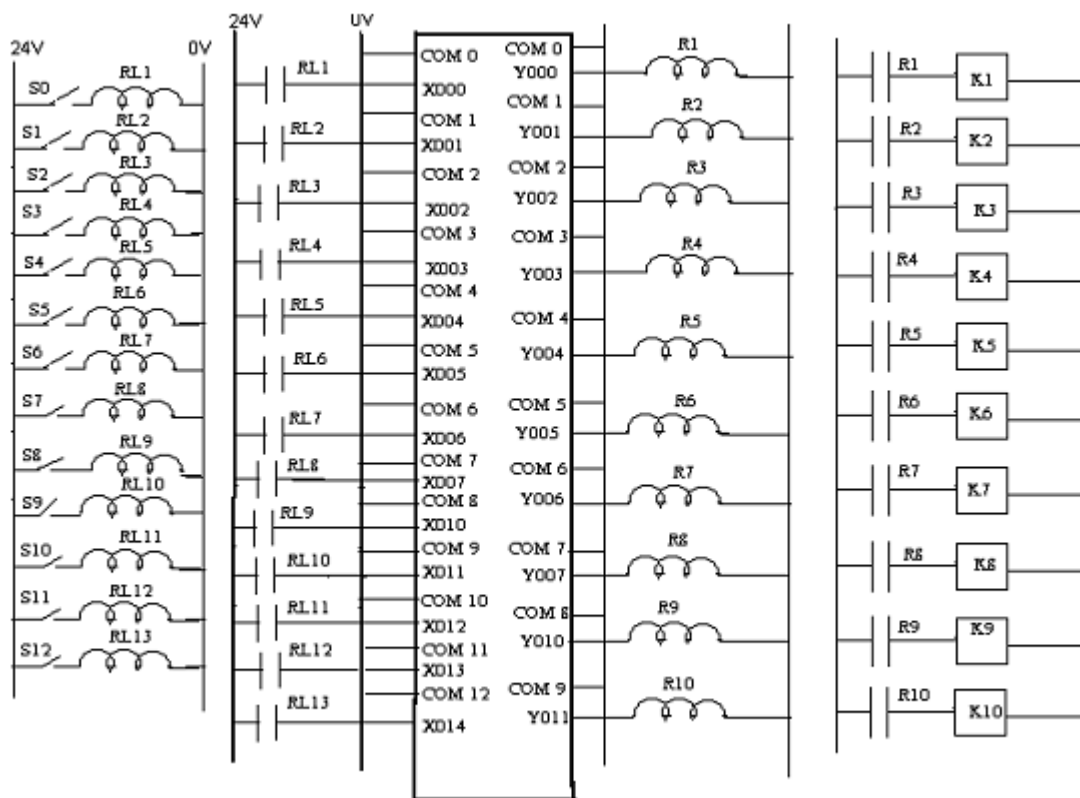 24V
0V
S0
RL1
S1
RL2
S2
RL3
S3
RL4
S4
RL5
S5
RL6
S6
RL7
S7
RL8
S8
RL9
S9
RL10
S10
RL11
S11
RL12
S12
RL13
24V
0V
RL1
RL2
RL3
RL4
RL5
RL6
RL7
RL8
RL9
RL10
RL11
RL12
RL13
COM 0
X000
COM 1
X001
COM 2
X002
COM 3
X003
COM 4
X004
COM 5
X005
COM 6
X006
COM 7
X007
COM 8
X010
COM 9
X011
COM 10
X012
COM 11
X013
COM 12
X014
COM 0
Y000
COM 1
Y001
COM 2
Y002
COM 3
Y003
COM 4
Y004
COM 5
Y005
COM 6
Y006
COM 7
Y007
COM 8
Y010
COM 9
Y011
R1
R2
R3
R4
R5
R6
R7
R8
R9
R10
R1
K1
R2
K2
R3
K3
R4
K4
R5
K5
R6
K6
R7
K7
R8
K8
R9
K9
R10
K10